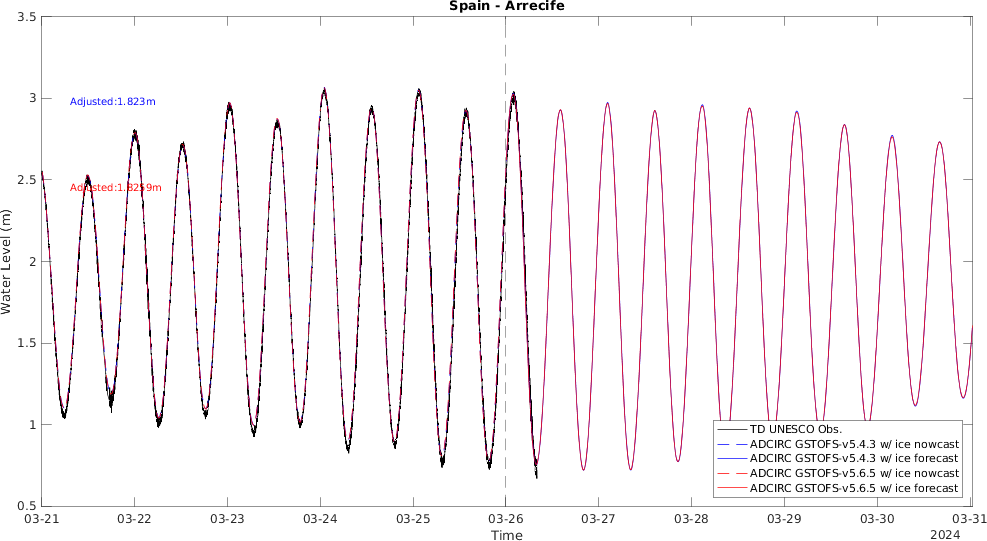 Spain - Arrecife
3.5
3
2.5
2
1.5
1
0.5
Water Level (m)
Adjusted:1.823m
Adjusted:1.8259m
TD UNESCO Obs.
ADCIRC GSTOFS-v5.4.3 w/ ice nowcast
ADCIRC GSTOFS-v5.4.3 w/ ice forecast
ADCIRC GSTOFS-v5.6.5 w/ ice nowcast
ADCIRC GSTOFS-v5.6.5 w/ ice forecast
03-21 03-22 03-23 03-24 03-25 03-26 03-27 03-28 03-29 03-30 03-31
Time
2024